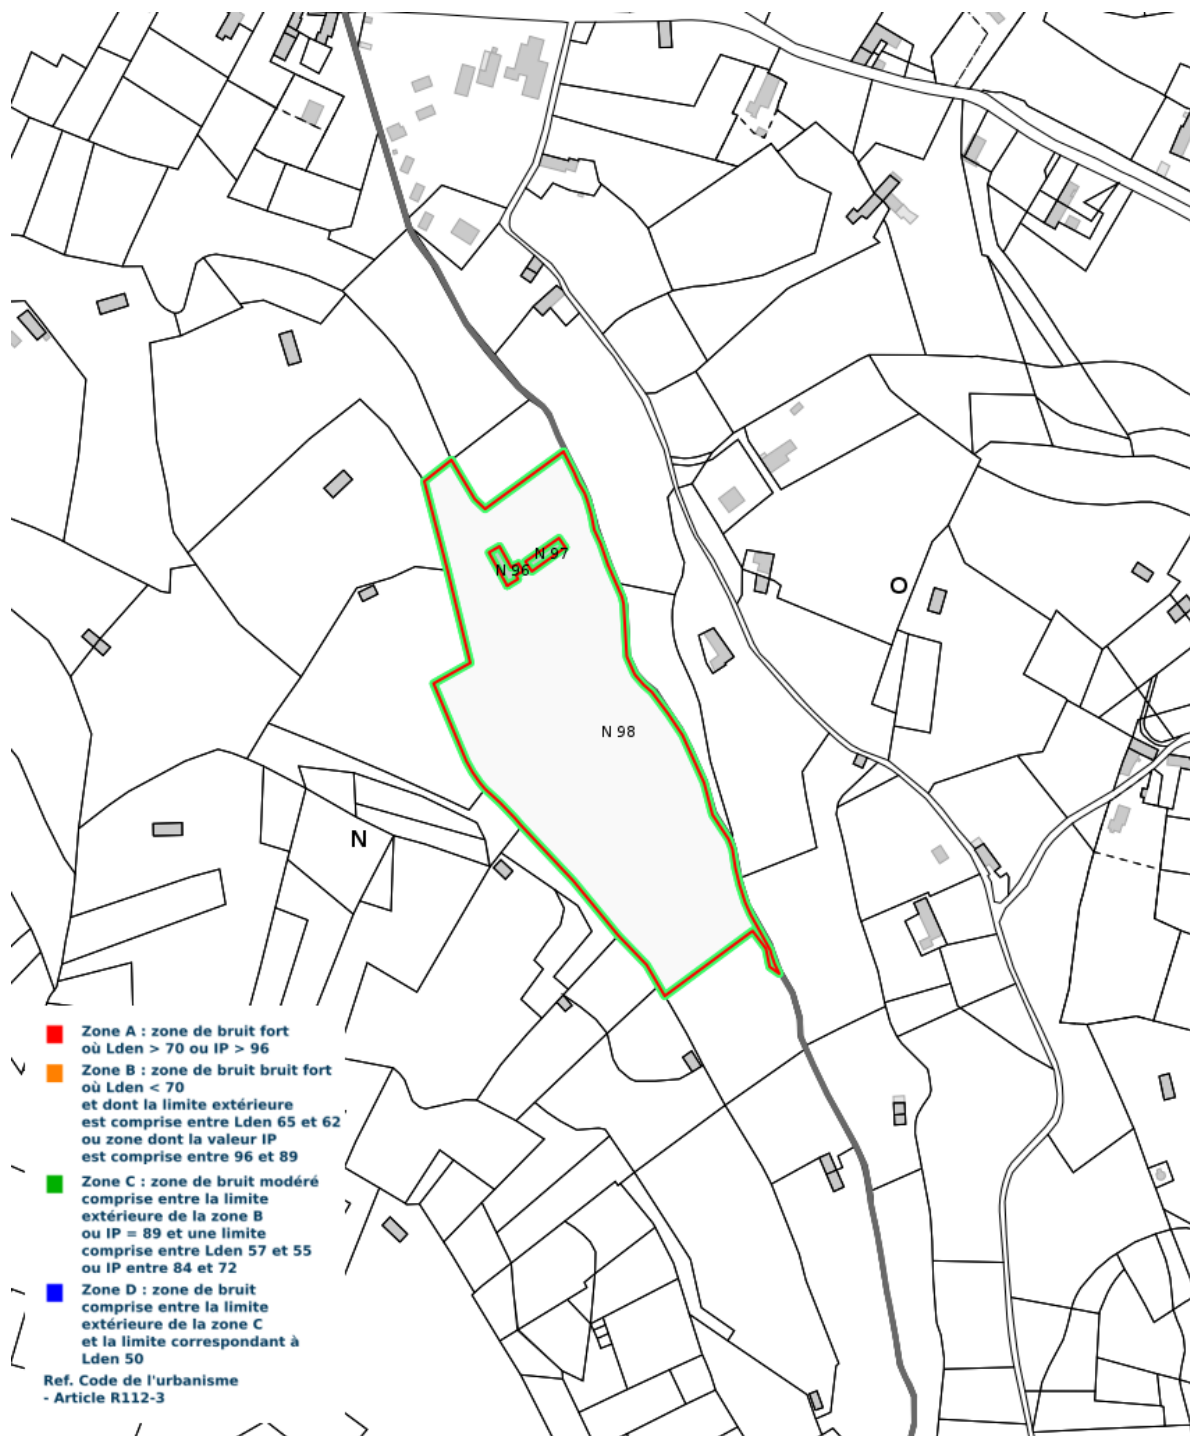 N 97
N 96
O
N 98
N
Zone A : zone de bruit fort
où Lden > 70 ou IP > 96
Zone B : zone de bruit bruit fort
où Lden < 70
et dont la limite extérieure
est comprise entre Lden 65 et 62
ou zone dont la valeur IP
est comprise entre 96 et 89
Zone C : zone de bruit modéré
comprise entre la limite
extérieure de la zone B
ou IP = 89 et une limite
comprise entre Lden 57 et 55
ou IP entre 84 et 72
Zone D : zone de bruit
comprise entre la limite
extérieure de la zone C
et la limite correspondant à
Lden 50
Ref. Code de l'urbanisme
- Article R112-3